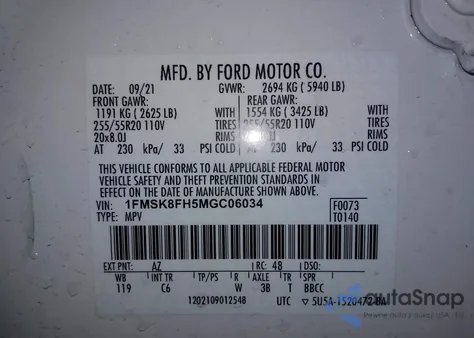 MFD. BY FORD MOTOR CO.
DATE: 09/21 GVWR: 2694 KG (5940 LB)
FRONT GAWR: REAR GAWR:
1191 KG (2625 LB) WITH 1554 KG (3425 LB) WITH
255/55R20 110V TIRES 255/55R20 110V TIRES
20x8.0J RIMS RIMS
AT 230 kPa/ 33 PSI COLD AT 230 kPa/ 33 PSI COLD
THIS VEHICLE CONFORMS TO ALL APPLICABLE FEDERAL MOTOR
VEHICLE SAFETY AND THEFT PREVENTION STANDARDS IN
EFFECT ON THE DATE OF MANUFACTURE SHOWN ABOVE.
VIN: 1FMSK8FH5MGC06034 F0073
TYPE: MPV T0140
EXT PNT: AZ RC: 48 DSO:
WB INT TR TP/PS R AXLE TR SPR
119 C6 W 3B T BBCC
1202109012548 UTC ▽ 5U5A-1520472-BA
autoSnap